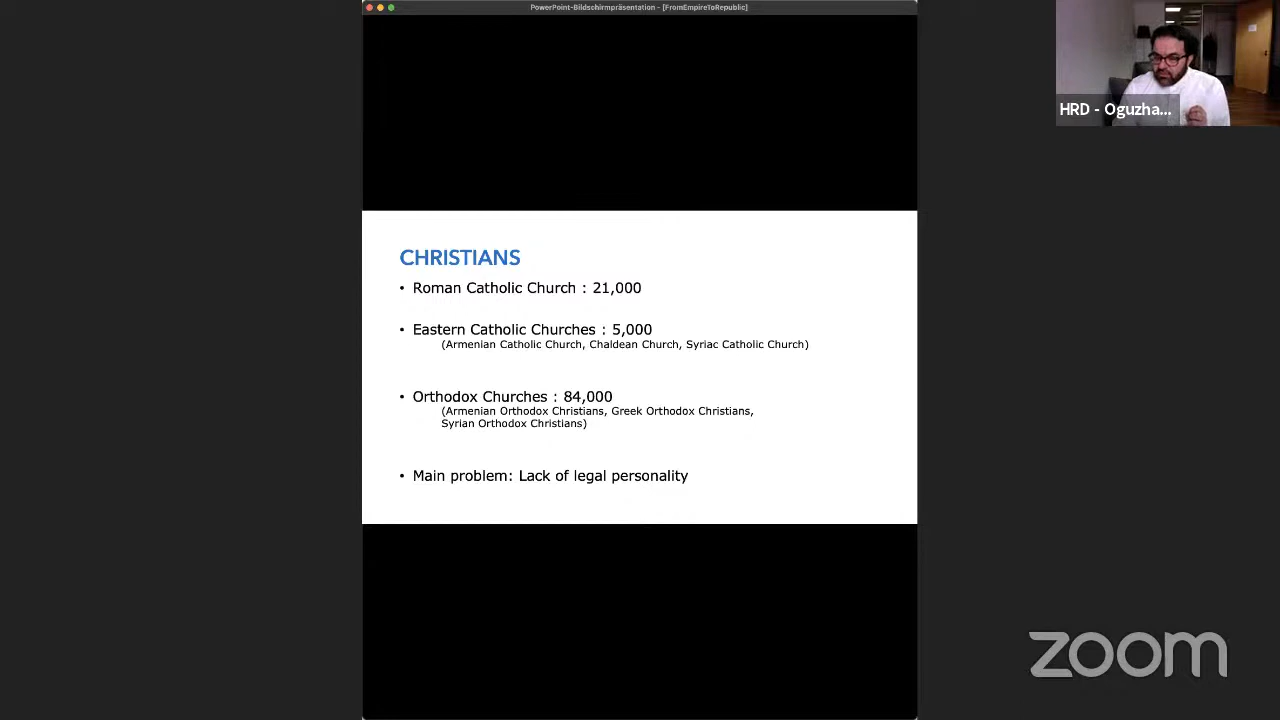 PowerPoint-Bildschirmpräsentation - [FromEmpireToRepublic]
HRD - Oguzha...
CHRISTIANS
• Roman Catholic Church : 21,000
• Eastern Catholic Churches : 5,000
(Armenian Catholic Church, Chaldean Church, Syriac Catholic Church)
• Orthodox Churches : 84,000
(Armenian Orthodox Christians, Greek Orthodox Christians,
Syrian Orthodox Christians)
• Main problem: Lack of legal personality
zoom